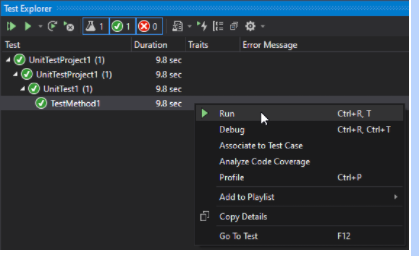 Test Explorer
1 1 0
Test Duration Traits Error Message
UnitTestProject1 (1) 9.8 sec
UnitTestProject1 (1) 9.8 sec
UnitTest1 (1) 9.8 sec
TestMethod1 9.8 sec
Run Ctrl+R, T
Debug Ctrl+R, Ctrl+T
Associate to Test Case
Analyze Code Coverage
Profile Ctrl+P
Add to Playlist
Copy Details
Go To Test F12